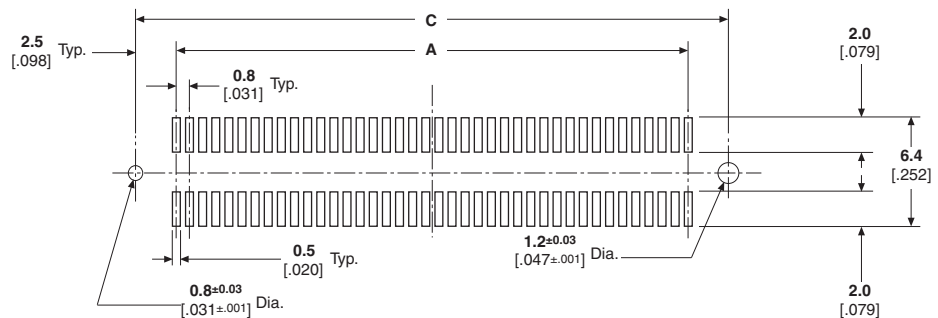 C
2.5 Typ.
[.098]
A
2.0
[.079]
0.8 Typ.
[.031]
6.4
[.252]
0.5 Typ.
[.020]
1.2±0.03 Dia.
[.047±.001]
0.8±0.03 Dia.
[.031±.001]
2.0
[.079]